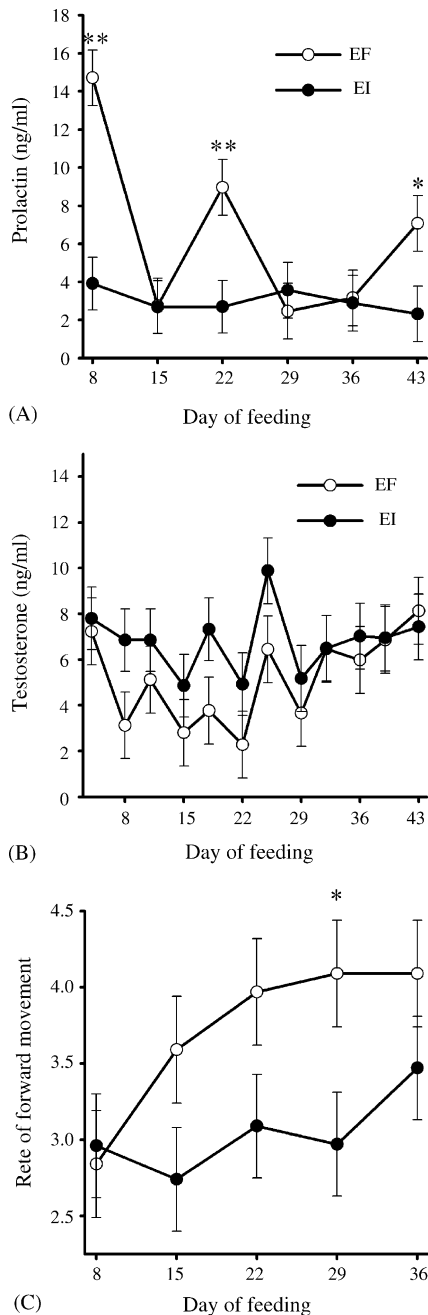 18
16
14
12
10
8
6
4
2
0
Prolactin (ng/ml)
**
**
*
EF
EI
8 15 22 29 36 43
(A) Day of feeding
14
12
10
8
6
4
2
0
Testosterone (ng/ml)
EF
EI
8 15 22 29 36 43
(B) Day of feeding
4.5
4.0
3.5
3.0
2.5
Rete of forward movement
*
8 15 22 29 36
(C) Day of feeding